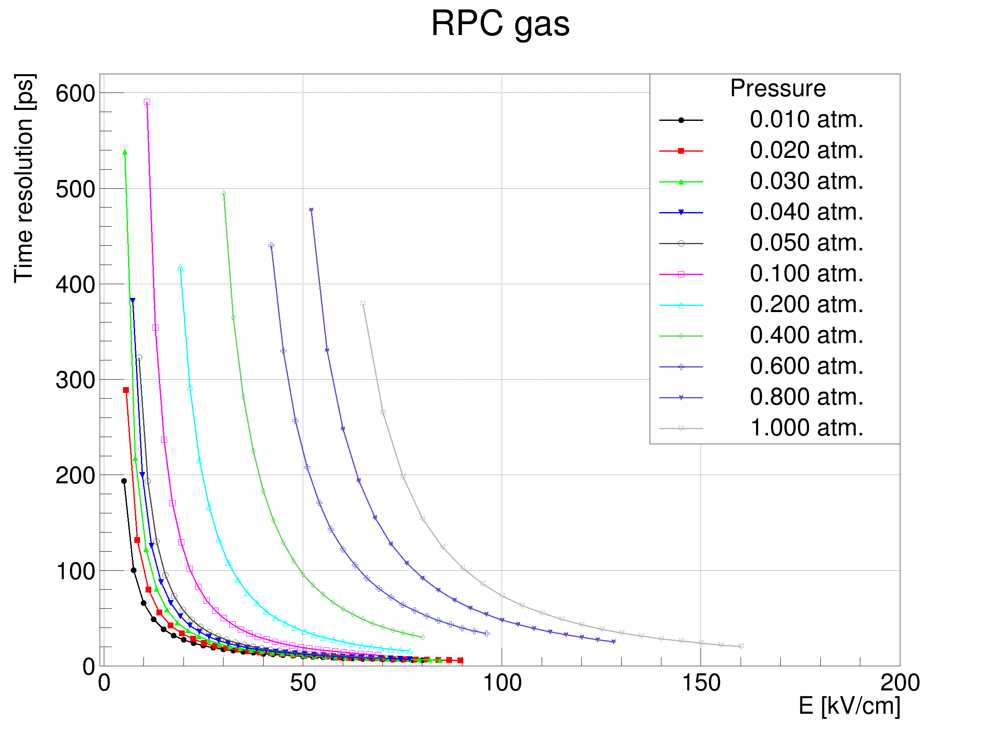 RPC gas
Time resolution [ps]
600
500
400
300
200
100
0
0 50 100 150 200
E [kV/cm]
Pressure
0.010 atm.
0.020 atm.
0.030 atm.
0.040 atm.
0.050 atm.
0.100 atm.
0.200 atm.
0.400 atm.
0.600 atm.
0.800 atm.
1.000 atm.